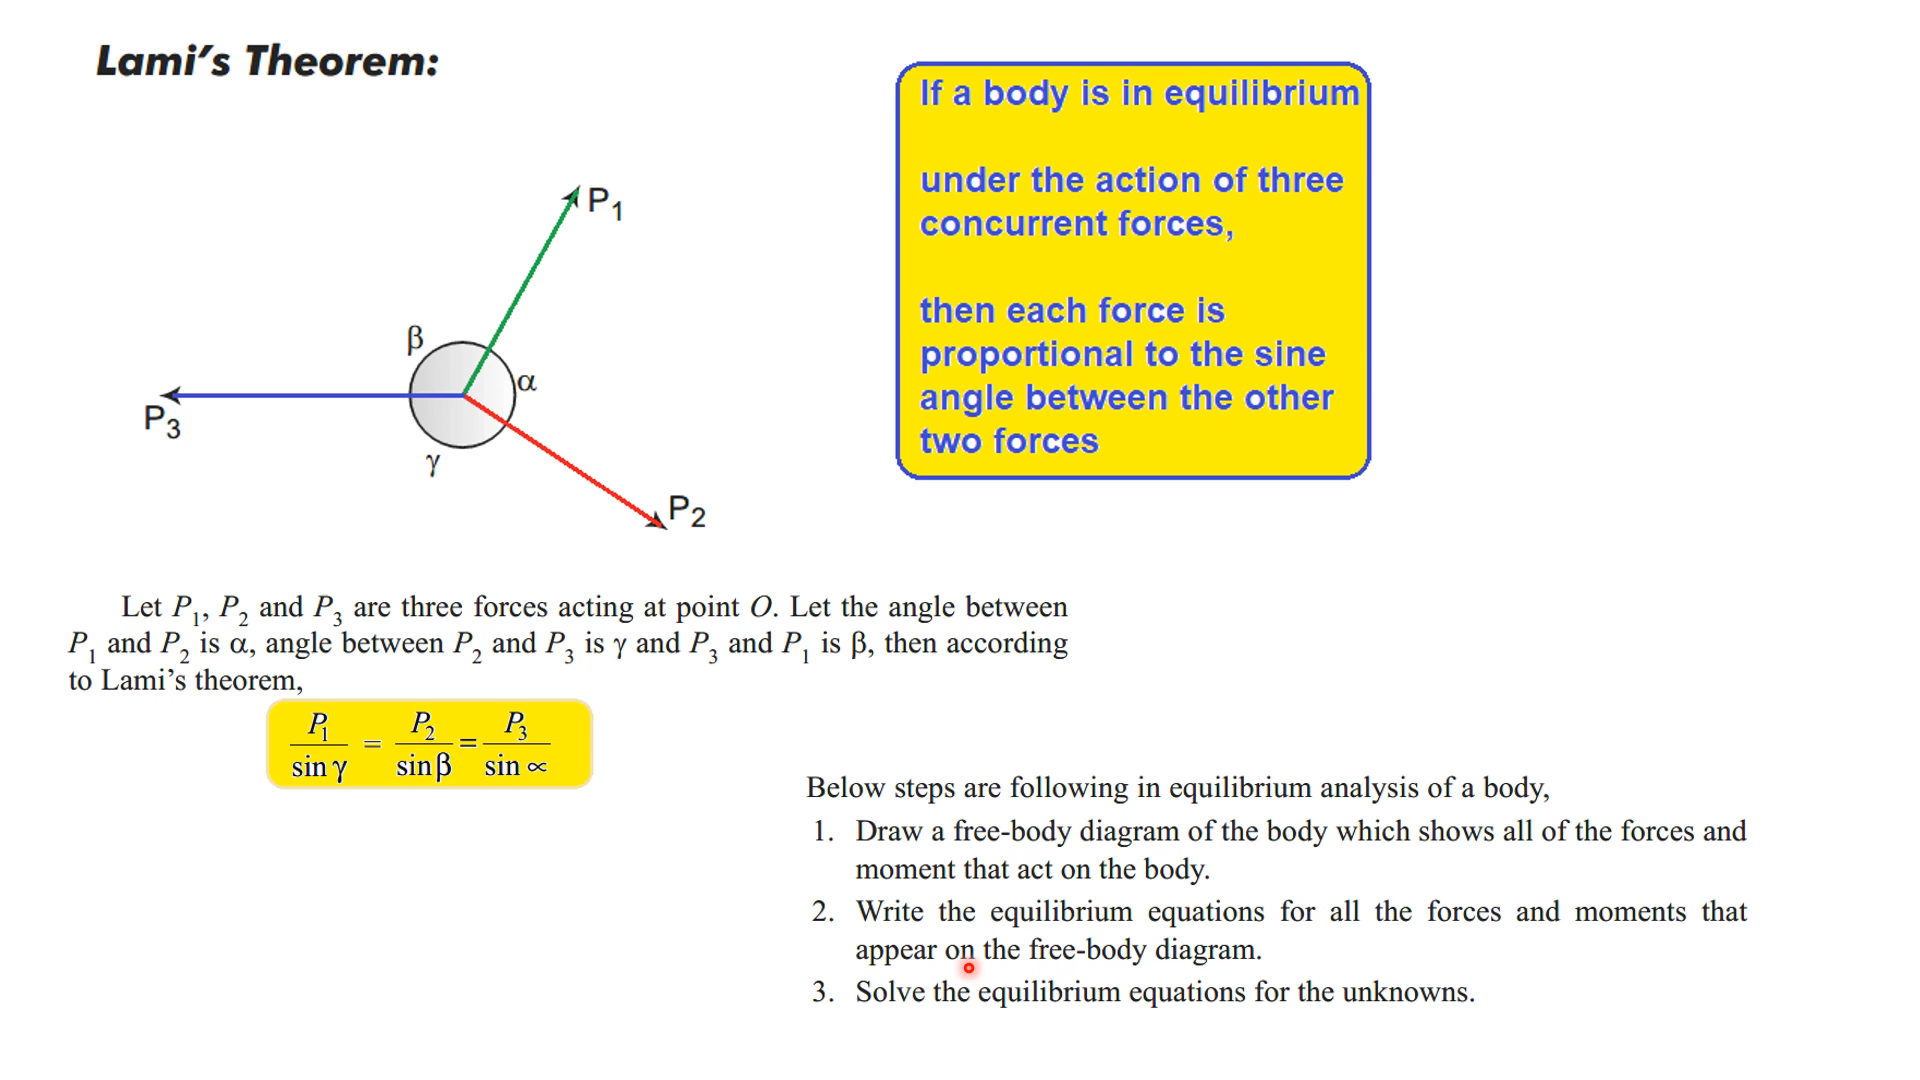 Lami's Theorem:
If a body is in equilibrium
under the action of three
concurrent forces,
then each force is
proportional to the sine
angle between the other
two forces
P1
β
α
P3
γ
P2
Let P1, P2 and P3 are three forces acting at point O. Let the angle between
P1 and P2 is α, angle between P2 and P3 is γ and P3 and P1 is β, then according
to Lami's theorem,
P1/sin γ = P2/sin β = P3/sin ∝
Below steps are following in equilibrium analysis of a body,
1. Draw a free-body diagram of the body which shows all of the forces and
moment that act on the body.
2. Write the equilibrium equations for all the forces and moments that
appear on the free-body diagram.
3. Solve the equilibrium equations for the unknowns.